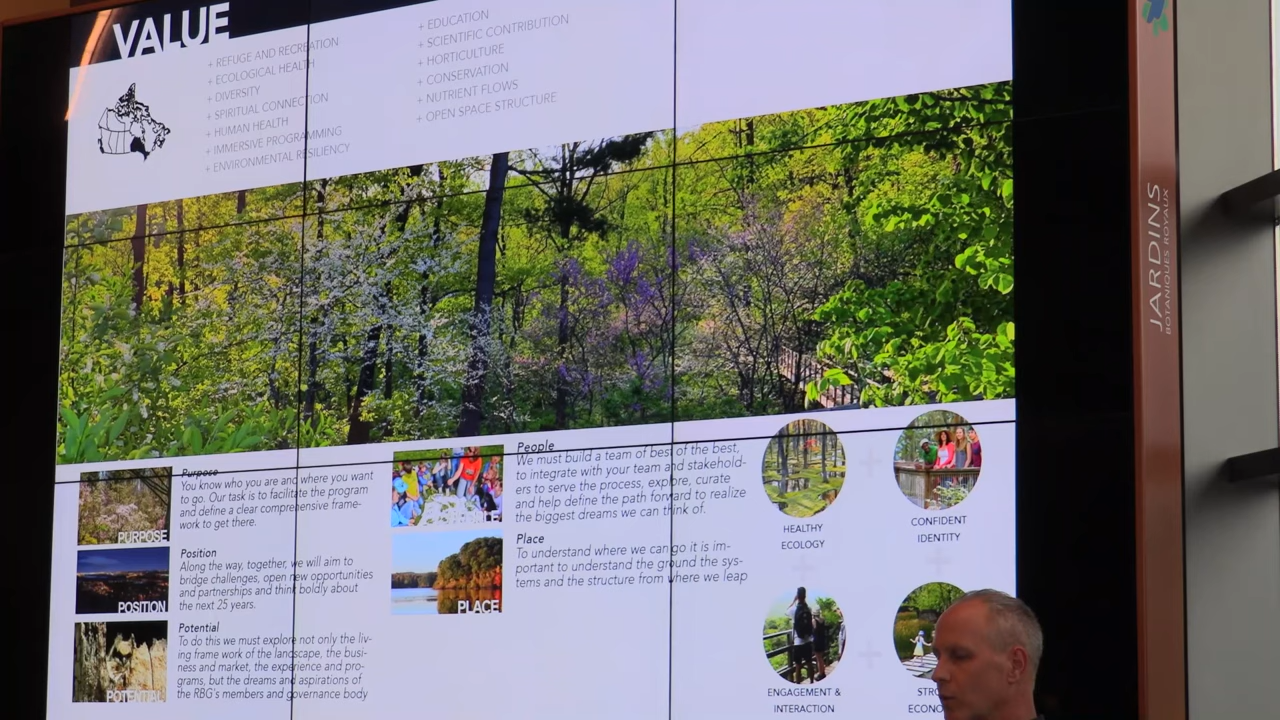 VALUE
+ REFUGE AND RECREATION
+ ECOLOGICAL HEALTH
+ DIVERSITY
+ SPIRITUAL CONNECTION
+ HUMAN HEALTH
+ IMMERSIVE PROGRAMMING
+ ENVIRONMENTAL RESILIENCY
+ EDUCATION
+ SCIENTIFIC CONTRIBUTION
+ HORTICULTURE
+ CONSERVATION
+ NUTRIENT FLOWS
+ OPEN SPACE STRUCTURE
PURPOSE
Purpose
You know who you are and where you want
to go. Our task is to facilitate the program
and define a clear comprehensive frame-
work to get there.
POSITION
Position
Along the way, together, we will aim to
bridge challenges, open new opportunities
and partnerships and think boldly about
the next 25 years.
POTENTIAL
Potential
To do this we must explore not only the liv-
ing frame work of the landscape, the busi-
ness and market, the experience and pro-
grams, but the dreams and aspirations of
the RBG's members and governance body
People
We must build a team of best of the best,
to integrate with your team and stakehold-
ers to serve the process, explore, curate
and help define the path forward to realize
the biggest dreams we can think of.
PLACE
Place
To understand where we can go it is im-
portant to understand the ground the sys-
tems and the structure from where we leap
HEALTHY
ECOLOGY
CONFIDENT
IDENTITY
ENGAGEMENT &
INTERACTION
STRO
ECONO
JARDINS
BOTANIQUES ROYAUX